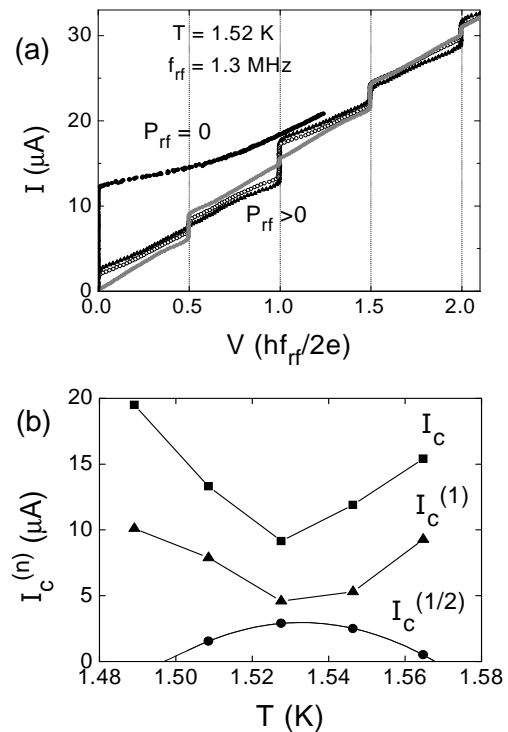 (a)
T = 1.52 K
f_rf = 1.3 MHz
P_rf = 0
P_rf >0
30
20
10
0
I (μA)
0.0 0.5 1.0 1.5 2.0
V (hf_rf/2e)
(b)
I_c
I_c^(1)
I_c^(1/2)
20
15
10
5
0
I_c^(n) (μA)
1.48 1.50 1.52 1.54 1.56 1.58
T (K)